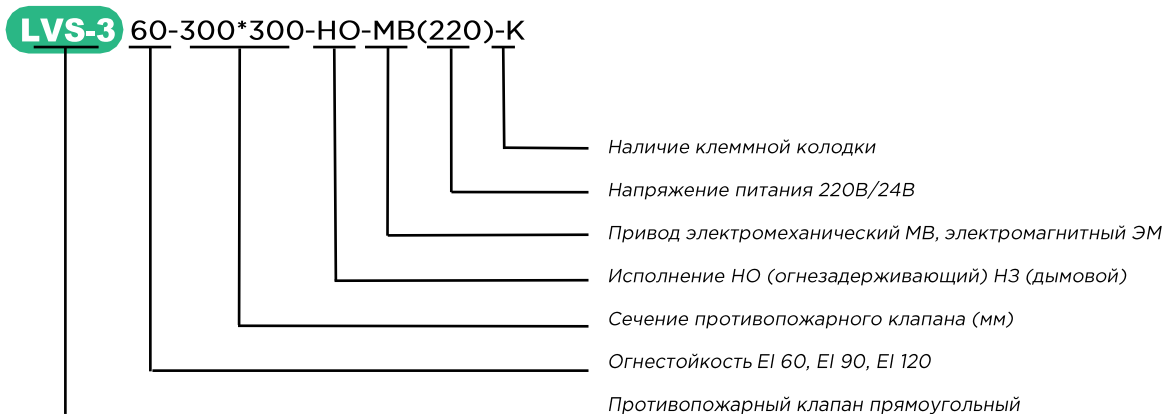 LVS-3 60-300*300-НО-МВ(220)-К
Наличие клеммной колодки
Напряжение питания 220В/24В
Привод электромеханический МВ, электромагнитный ЭМ
Исполнение НО (огнезадерживающий) НЗ (дымовой)
Сечение противопожарного клапана (мм)
Огнестойкость EI 60, EI 90, EI 120
Противопожарный клапан прямоугольный